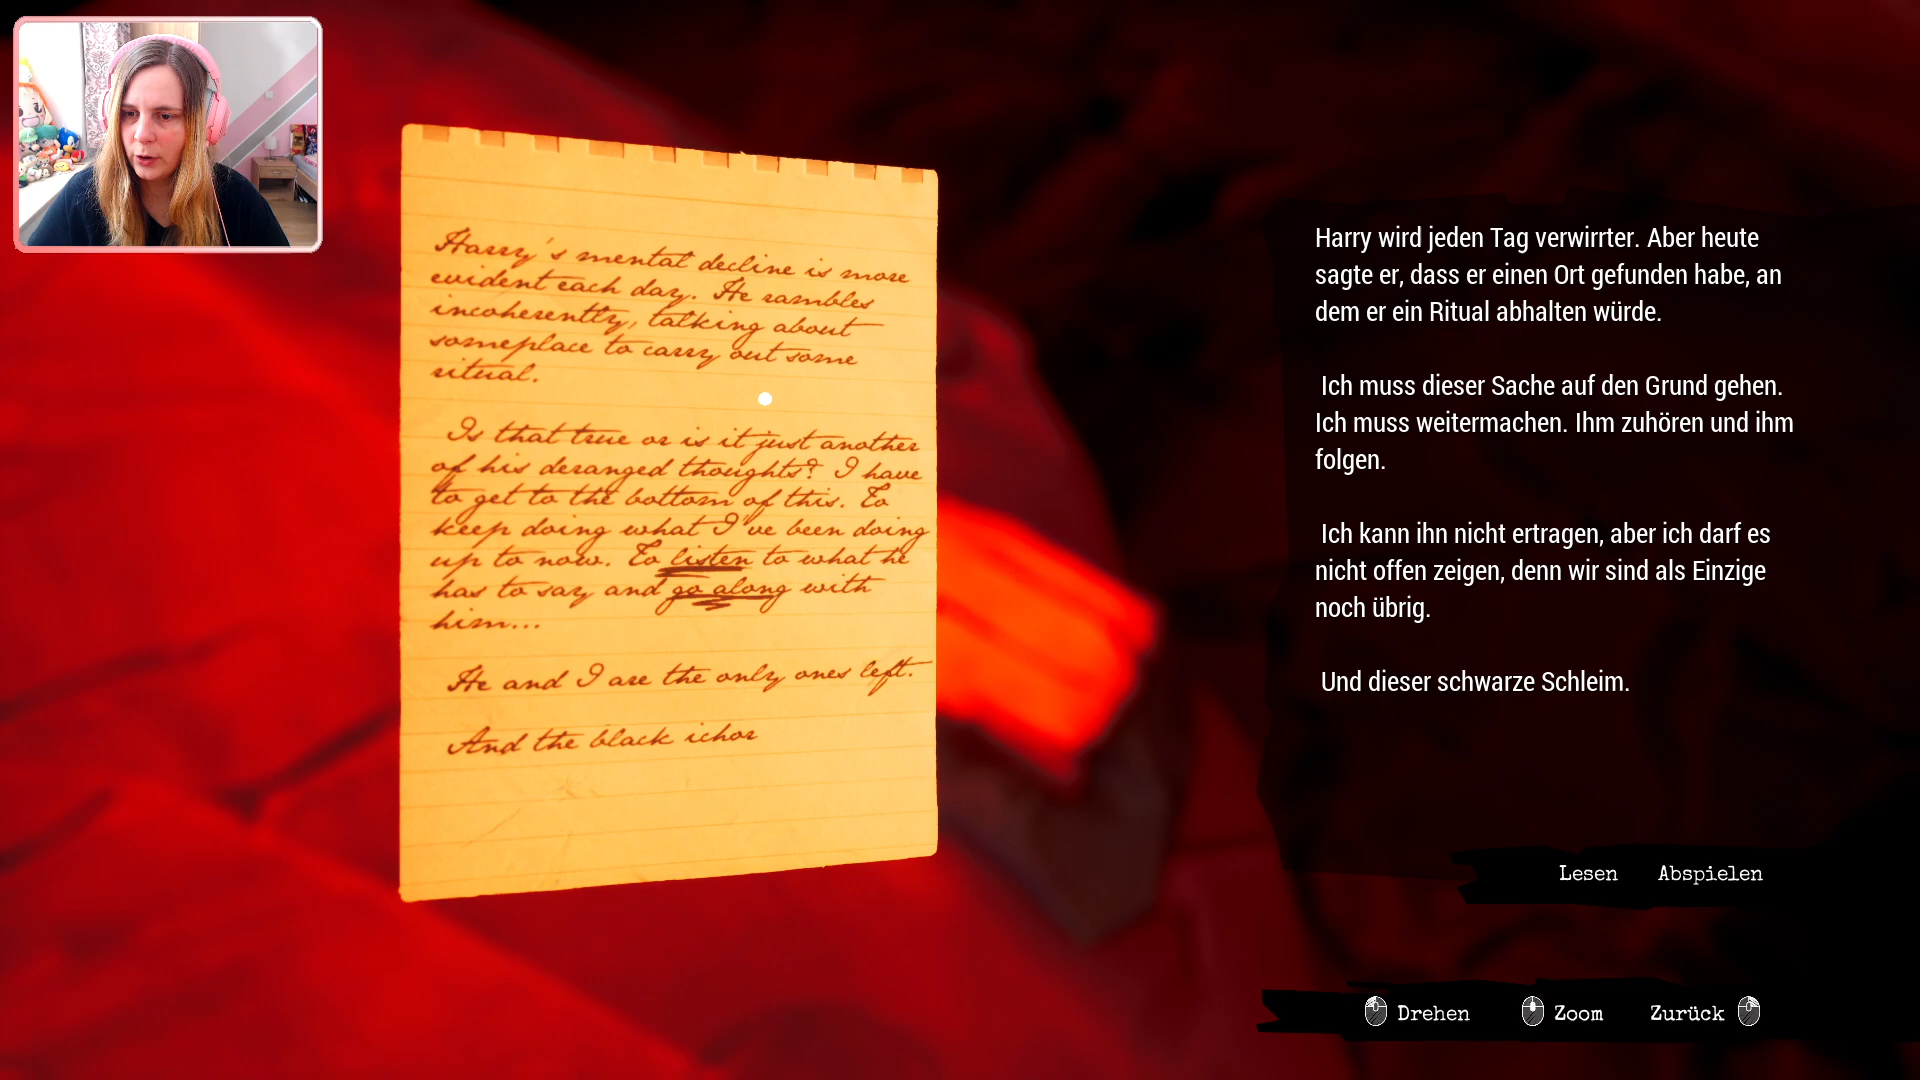 Harry's mental decline is more
evident each day. He rambles
incoherently, talking about
someplace to carry out some
ritual.
Is that true or is it just another
of his deranged thoughts? I have
to get to the bottom of this. To
keep doing what I've been doing
up to now. To listen to what he
has to say and go along with
him...
He and I are the only ones left.
And the black ichor
Harry wird jeden Tag verwirrter. Aber heute
sagte er, dass er einen Ort gefunden habe, an
dem er ein Ritual abhalten würde.
Ich muss dieser Sache auf den Grund gehen.
Ich muss weitermachen. Ihm zuhören und ihm
folgen.
Ich kann ihn nicht ertragen, aber ich darf es
nicht offen zeigen, denn wir sind als Einzige
noch übrig.
Und dieser schwarze Schleim.
Lesen Abspielen
Drehen Zoom Zurück